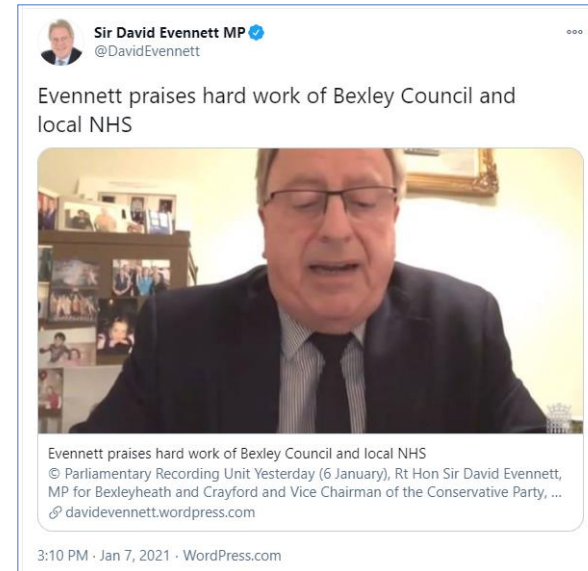 Sir David Evennett MP
@DavidEvennett
Evennett praises hard work of Bexley Council and
local NHS
Evennett praises hard work of Bexley Council and local NHS
© Parliamentary Recording Unit Yesterday (6 January), Rt Hon Sir David Evennett,
MP for Bexleyheath and Crayford and Vice Chairman of the Conservative Party, ...
davidevennett.wordpress.com
3:10 PM · Jan 7, 2021 · WordPress.com